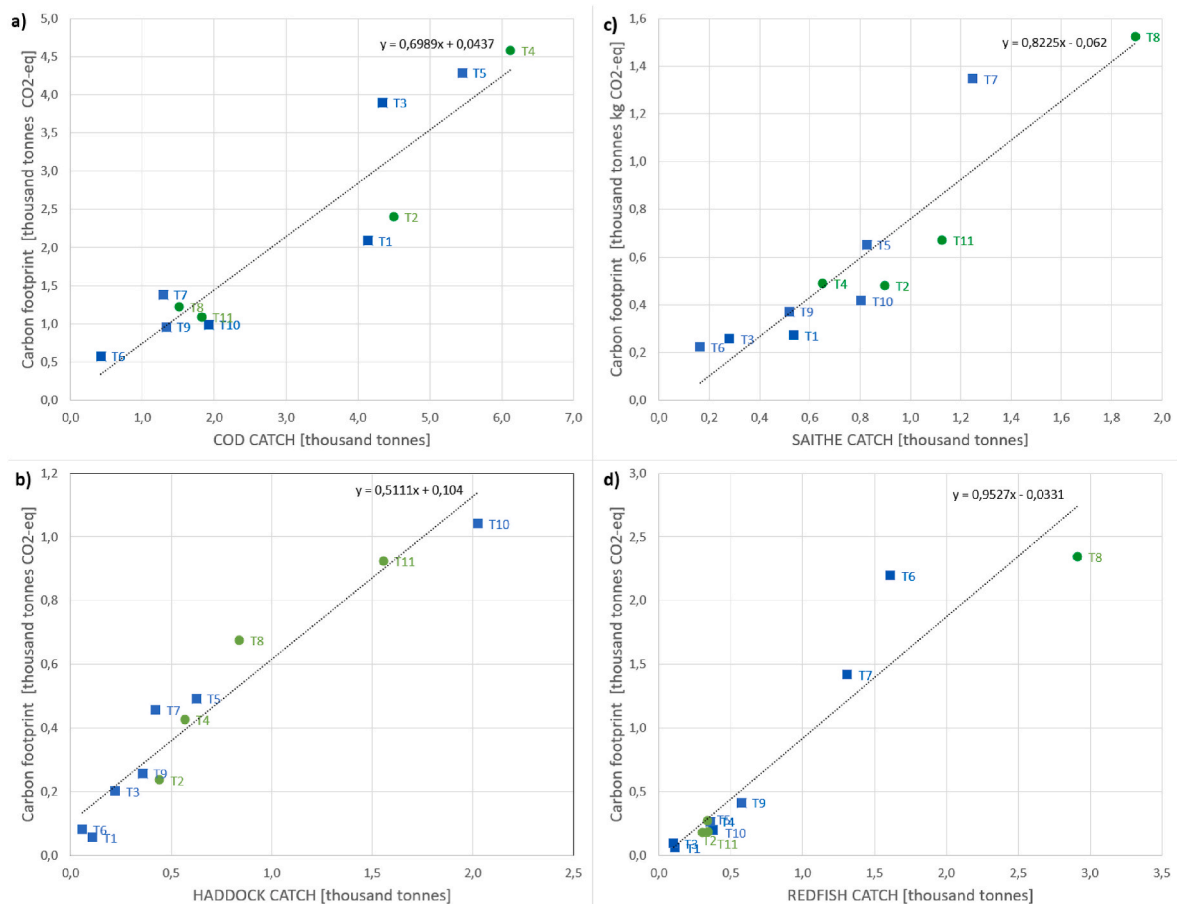 a)
Carbon footprint [thousand tonnes CO2-eq]
5,0
4,5
4,0
3,5
3,0
2,5
2,0
1,5
1,0
0,5
0,0
y = 0,6989x + 0,0437
T4
T5
T3
T2
T1
T7
T8
T11
T9
T10
T6
0,0 1,0 2,0 3,0 4,0 5,0 6,0 7,0
COD CATCH [thousand tonnes]
c)
Carbon footprint [thousand tonnes kg CO2-eq]
1,6
1,4
1,2
1,0
0,8
0,6
0,4
0,2
0,0
y = 0,8225x - 0,062
T8
T7
T5
T11
T4
T2
T10
T9
T1
T3
T6
0,0 0,2 0,4 0,6 0,8 1,0 1,2 1,4 1,6 1,8 2,0
SAITHE CATCH [thousand tonnes]
b)
Carbon footprint [thousand tonnes CO2-eq]
1,2
1,0
0,8
0,6
0,4
0,2
0,0
y = 0,5111x + 0,104
T10
T11
T8
T5
T7
T4
T9
T2
T3
T6
T1
0,0 0,5 1,0 1,5 2,0 2,5
HADDOCK CATCH [thousand tonnes]
d)
Carbon footprint [thousand tonnes CO2-eq]
3,0
2,5
2,0
1,5
1,0
0,5
0,0
y = 0,9527x - 0,0331
T8
T6
T7
T9
T5
T4
T10
T2
T11
T3
T1
0,0 0,5 1,0 1,5 2,0 2,5 3,0 3,5
REDFISH CATCH [thousand tonnes]